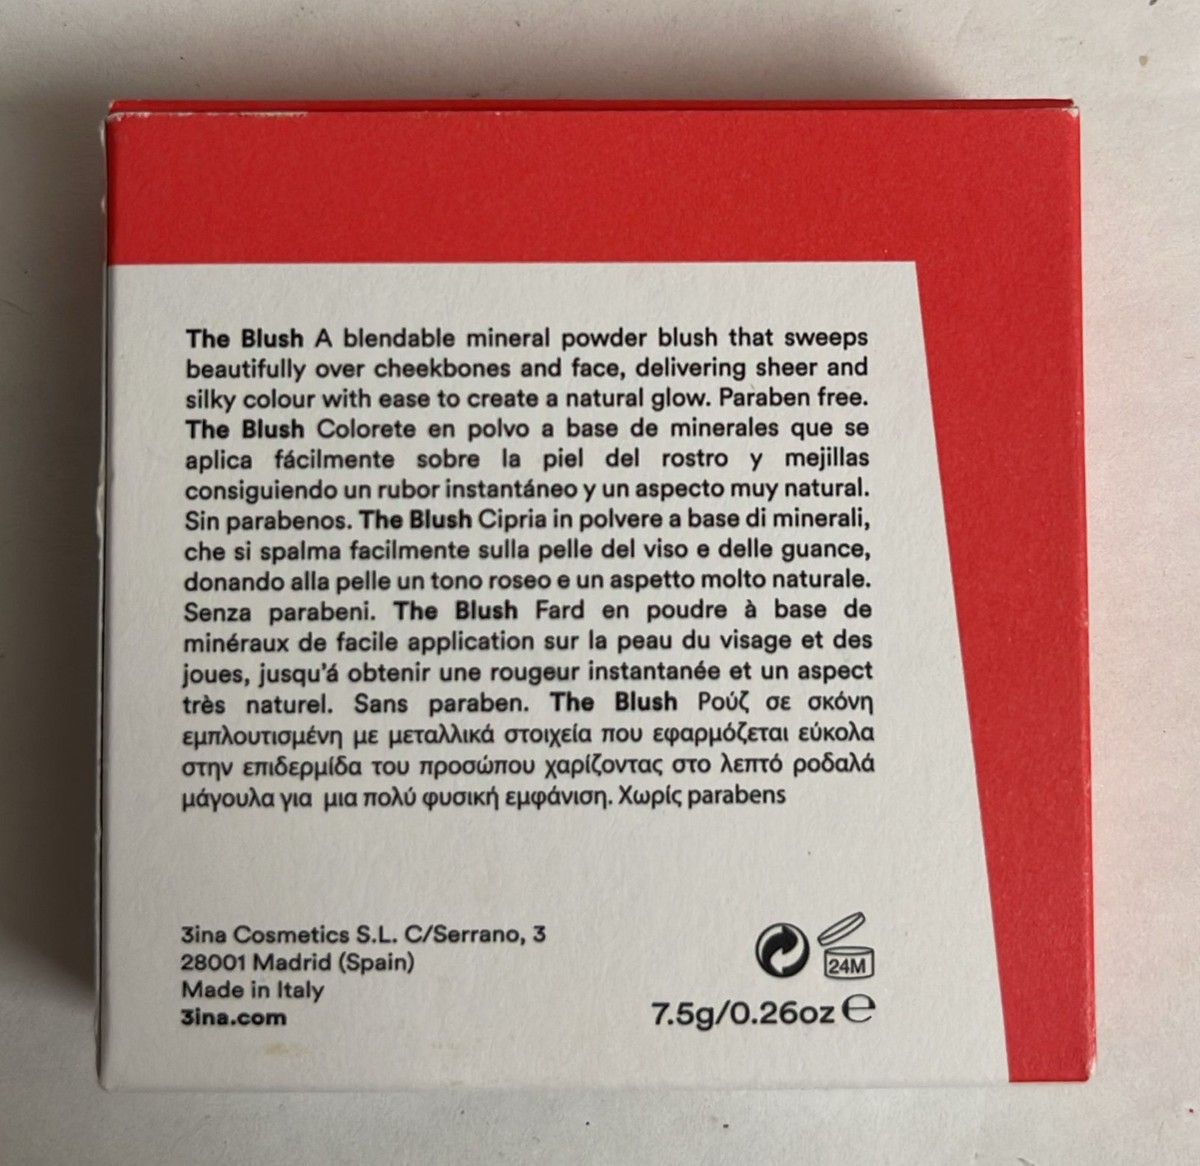 The Blush A blendable mineral powder blush that sweeps
beautifully over cheekbones and face, delivering sheer and
silky colour with ease to create a natural glow. Paraben free.
The Blush Colorete en polvo a base de minerales que se
aplica fácilmente sobre la piel del rostro y mejillas
consiguiendo un rubor instantáneo y un aspecto muy natural.
Sin parabenos. The Blush Cipria in polvere a base di minerali,
che si spalma facilmente sulla pelle del viso e delle guance,
donando alla pelle un tono roseo e un aspetto molto naturale.
Senza parabeni. The Blush Fard en poudre à base de
minéraux de facile application sur la peau du visage et des
joues, jusqu'á obtenir une rougeur instantanée et un aspect
très naturel. Sans paraben. The Blush Ρούζ σε σκόνη
εμπλουτισμένη με μεταλλικά στοιχεία που εφαρμόζεται εύκολα
στην επιδερμίδα του προσώπου χαρίζοντας στο λεπτό ροδαλά
μάγουλα για μια πολύ φυσική εμφάνιση. Χωρίς parabens
3ina Cosmetics S.L. C/Serrano, 3
28001 Madrid (Spain)
Made in Italy
3ina.com
24M
7.5g/0.26oz ℮